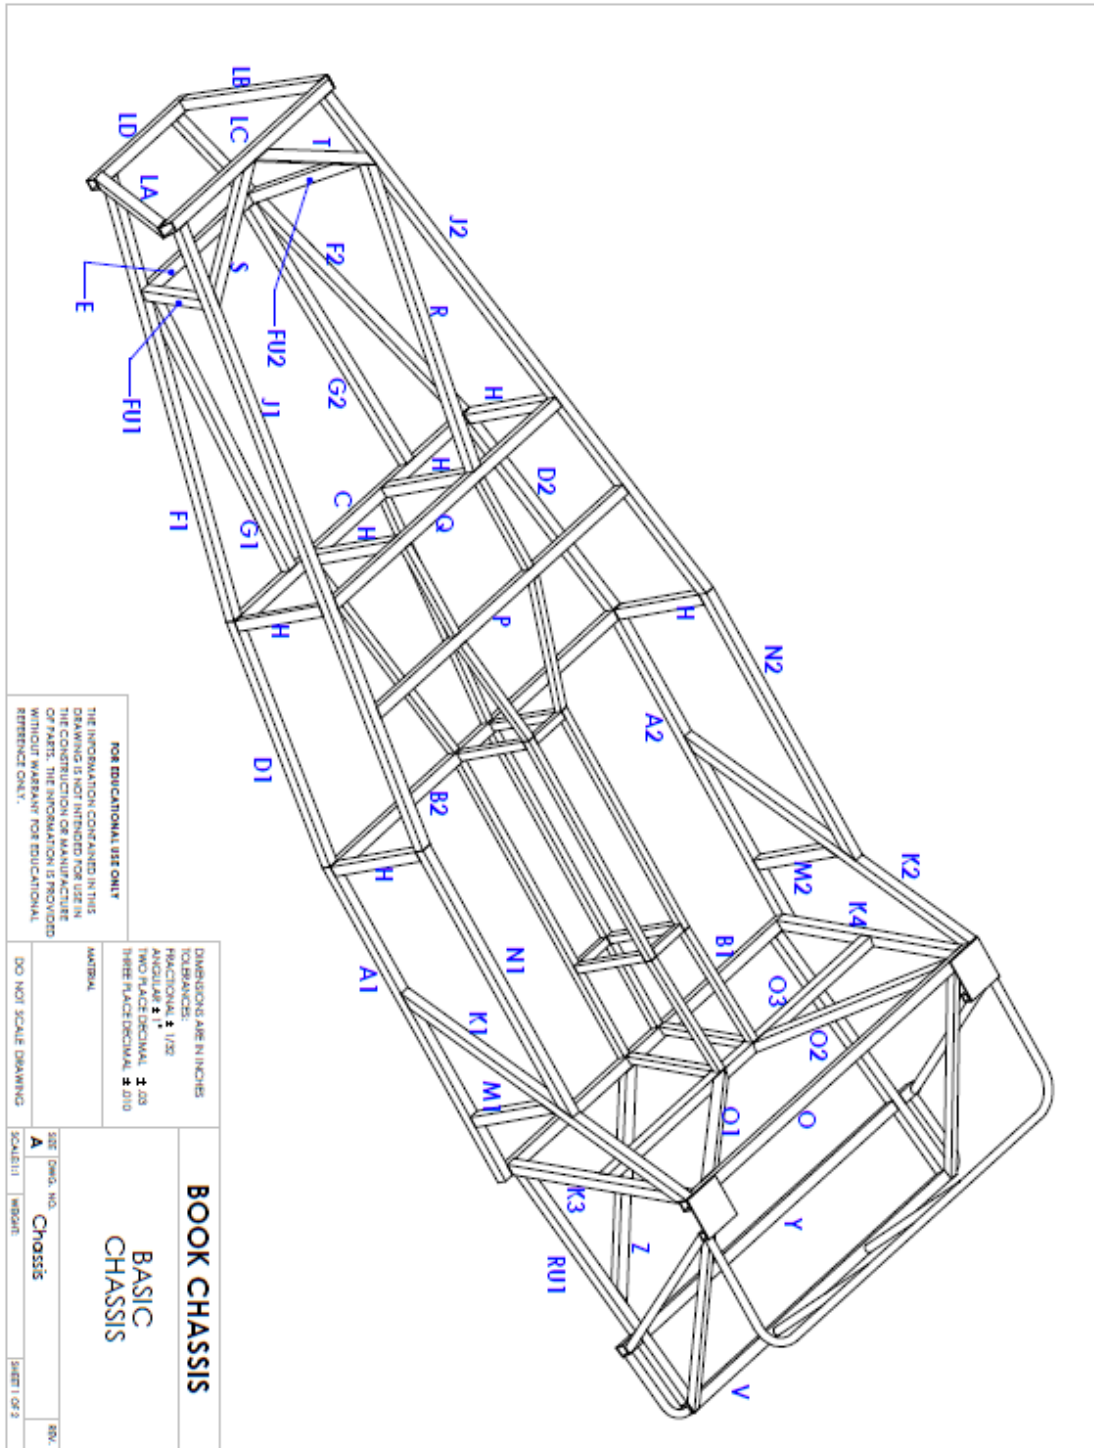 LB
LD
LC
T
LA
J2
F2
S
E
R
FU2
FU1
G2
H
J1
H
D2
C
Q
F1
G1
H
H
P
H
N2
A2
D1
B2
H
K2
M2
K4
B1
N1
A1
O3
K1
O2
M1
O1
O
K3
Y
Z
RU1
V
FOR EDUCATIONAL USE ONLY
THE INFORMATION CONTAINED IN THIS
DRAWING IS NOT INTENDED FOR USE IN
THE CONSTRUCTION OR MANUFACTURE
OF PARTS. THE INFORMATION IS PROVIDED
WITHOUT WARRANY FOR EDUCATIONAL
REFERENCE ONLY.
DIMENSIONS ARE IN INCHES
TOLERANCES:
FRACTIONAL ± 1/32
ANGULAR ± 1°
TWO PLACE DECIMAL ± .03
THREE PLACE DECIMAL ± .010
MATERIAL
DO NOT SCALE DRAWING
BOOK CHASSIS
BASIC
CHASSIS
SIZE DWG. NO. REV.
A Chassis
SCALE:1:1 WEIGHT: SHEET 1 OF 2